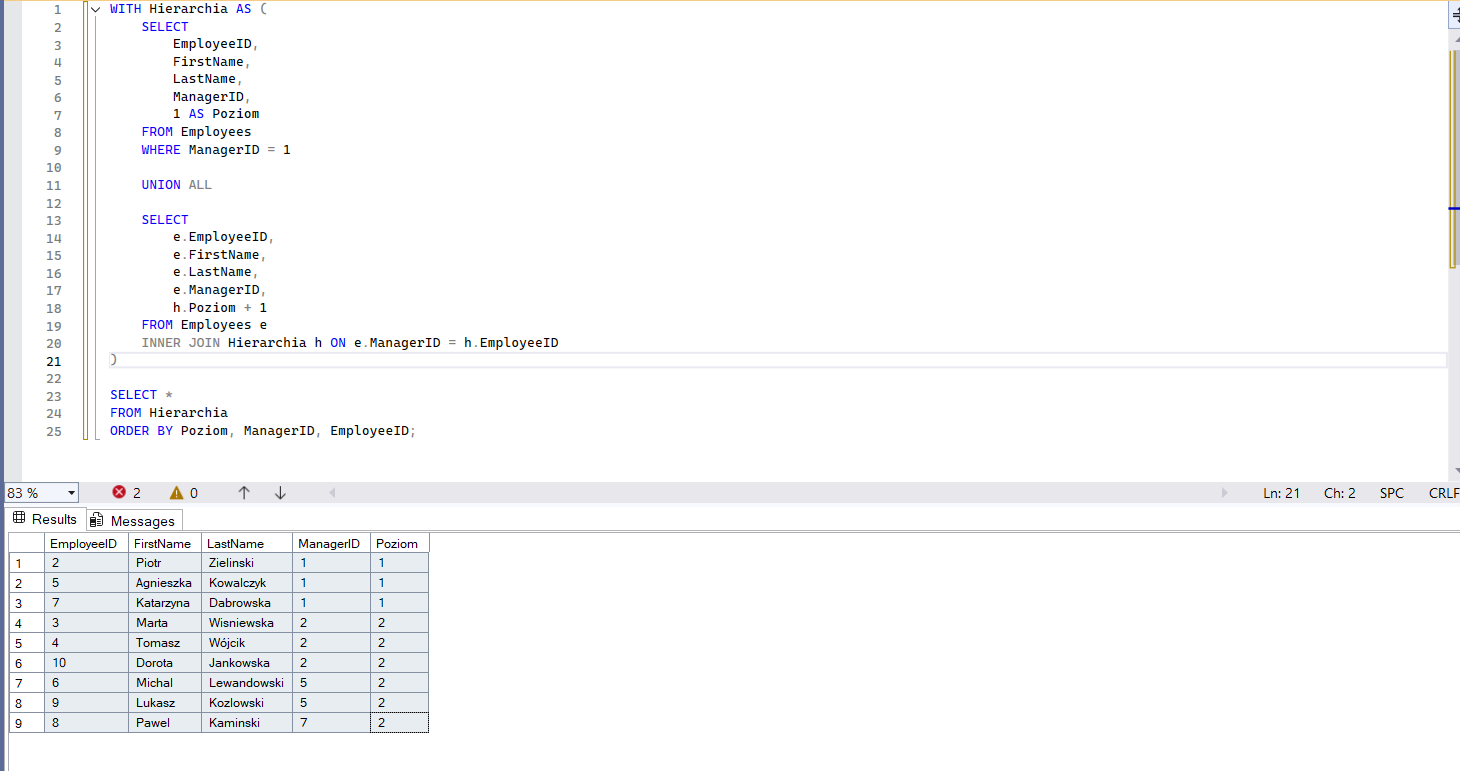 1 WITH Hierarchia AS (
2 SELECT
3 EmployeeID,
4 FirstName,
5 LastName,
6 ManagerID,
7 1 AS Poziom
8 FROM Employees
9 WHERE ManagerID = 1
10
11 UNION ALL
12
13 SELECT
14 e.EmployeeID,
15 e.FirstName,
16 e.LastName,
17 e.ManagerID,
18 h.Poziom + 1
19 FROM Employees e
20 INNER JOIN Hierarchia h ON e.ManagerID = h.EmployeeID
21 )
22
23 SELECT *
24 FROM Hierarchia
25 ORDER BY Poziom, ManagerID, EmployeeID;
83 % 2 0 Ln: 21 Ch: 2 SPC CRLF
Results Messages
EmployeeID FirstName LastName ManagerID Poziom
1 2 Piotr Zielinski 1 1
2 5 Agnieszka Kowalczyk 1 1
3 7 Katarzyna Dabrowska 1 1
4 3 Marta Wisniewska 2 2
5 4 Tomasz Wójcik 2 2
6 10 Dorota Jankowska 2 2
7 6 Michal Lewandowski 5 2
8 9 Lukasz Kozlowski 5 2
9 8 Pawel Kaminski 7 2